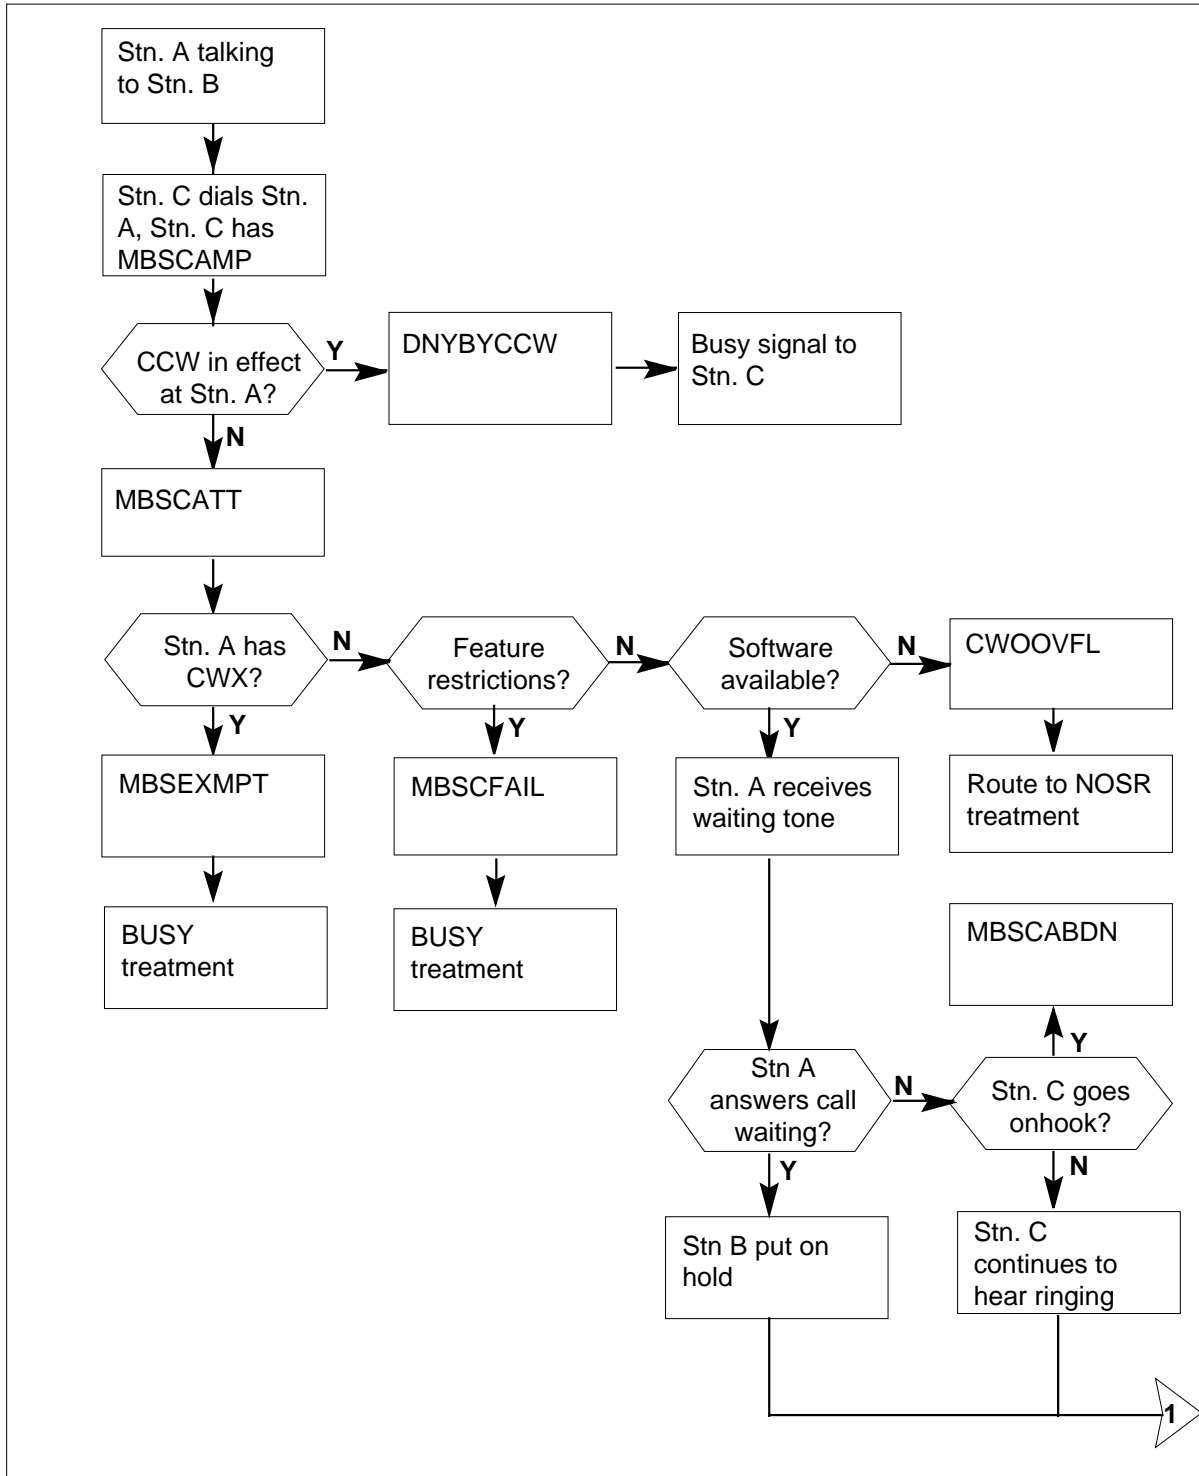 Stn. A talking
to Stn. B
Stn. C dials Stn.
A, Stn. C has
MBSCAMP
CCW in effect
at Stn. A?
Y
DNYBYCCW
Busy signal to
Stn. C
N
MBSCATT
Stn. A has
CWX?
N
Feature
restrictions?
N
Software
available?
N
CWOOVFL
Y
Y
Y
MBSEXMPT
MBSCFAIL
Stn. A receives
waiting tone
Route to NOSR
treatment
BUSY
treatment
BUSY
treatment
MBSCABDN
Y
Stn A
answers call
waiting?
N
Stn. C goes
onhook?
Y
N
Stn B put on
hold
Stn. C
continues to
hear ringing
1